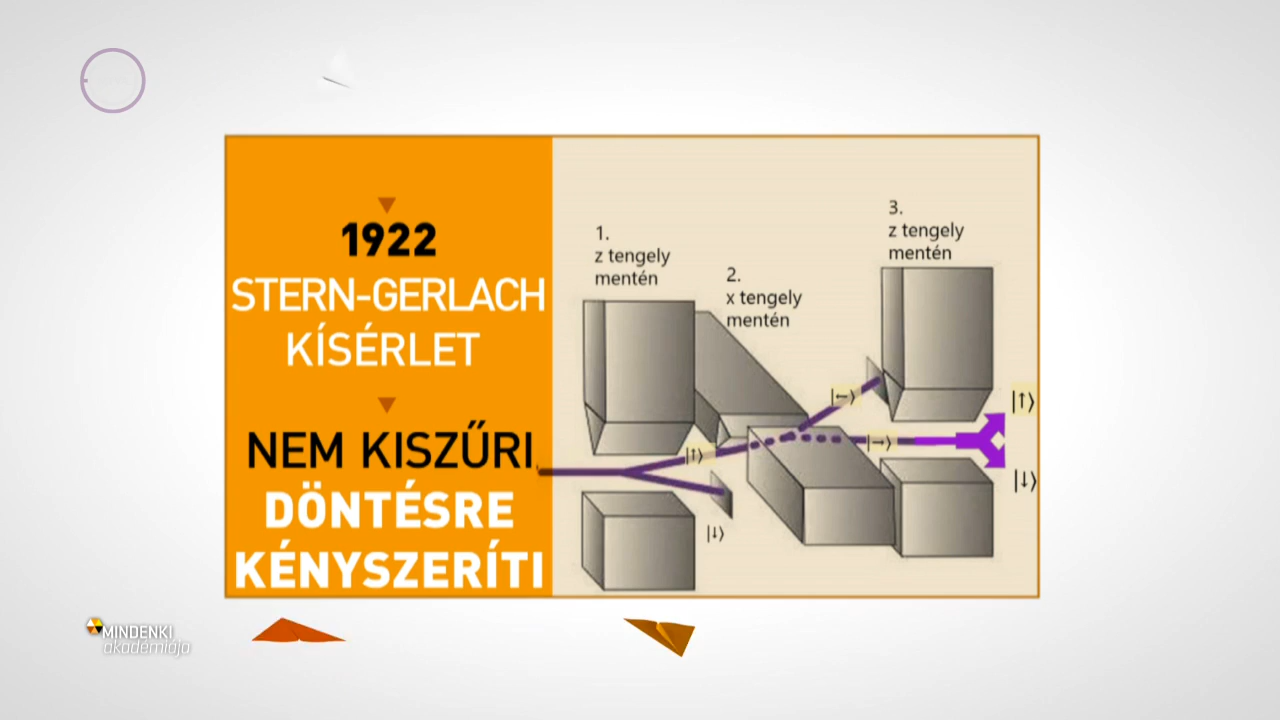 1922
STERN-GERLACH
KÍSÉRLET
NEM KISZŰRI,
DÖNTÉSRE
KÉNYSZERÍTI
1.
z tengely
mentén
2.
x tengely
mentén
3.
z tengely
mentén
|←⟩
|↑⟩
|→⟩
|↑⟩
|↓⟩
|↓⟩
MINDENKI
akadémiája